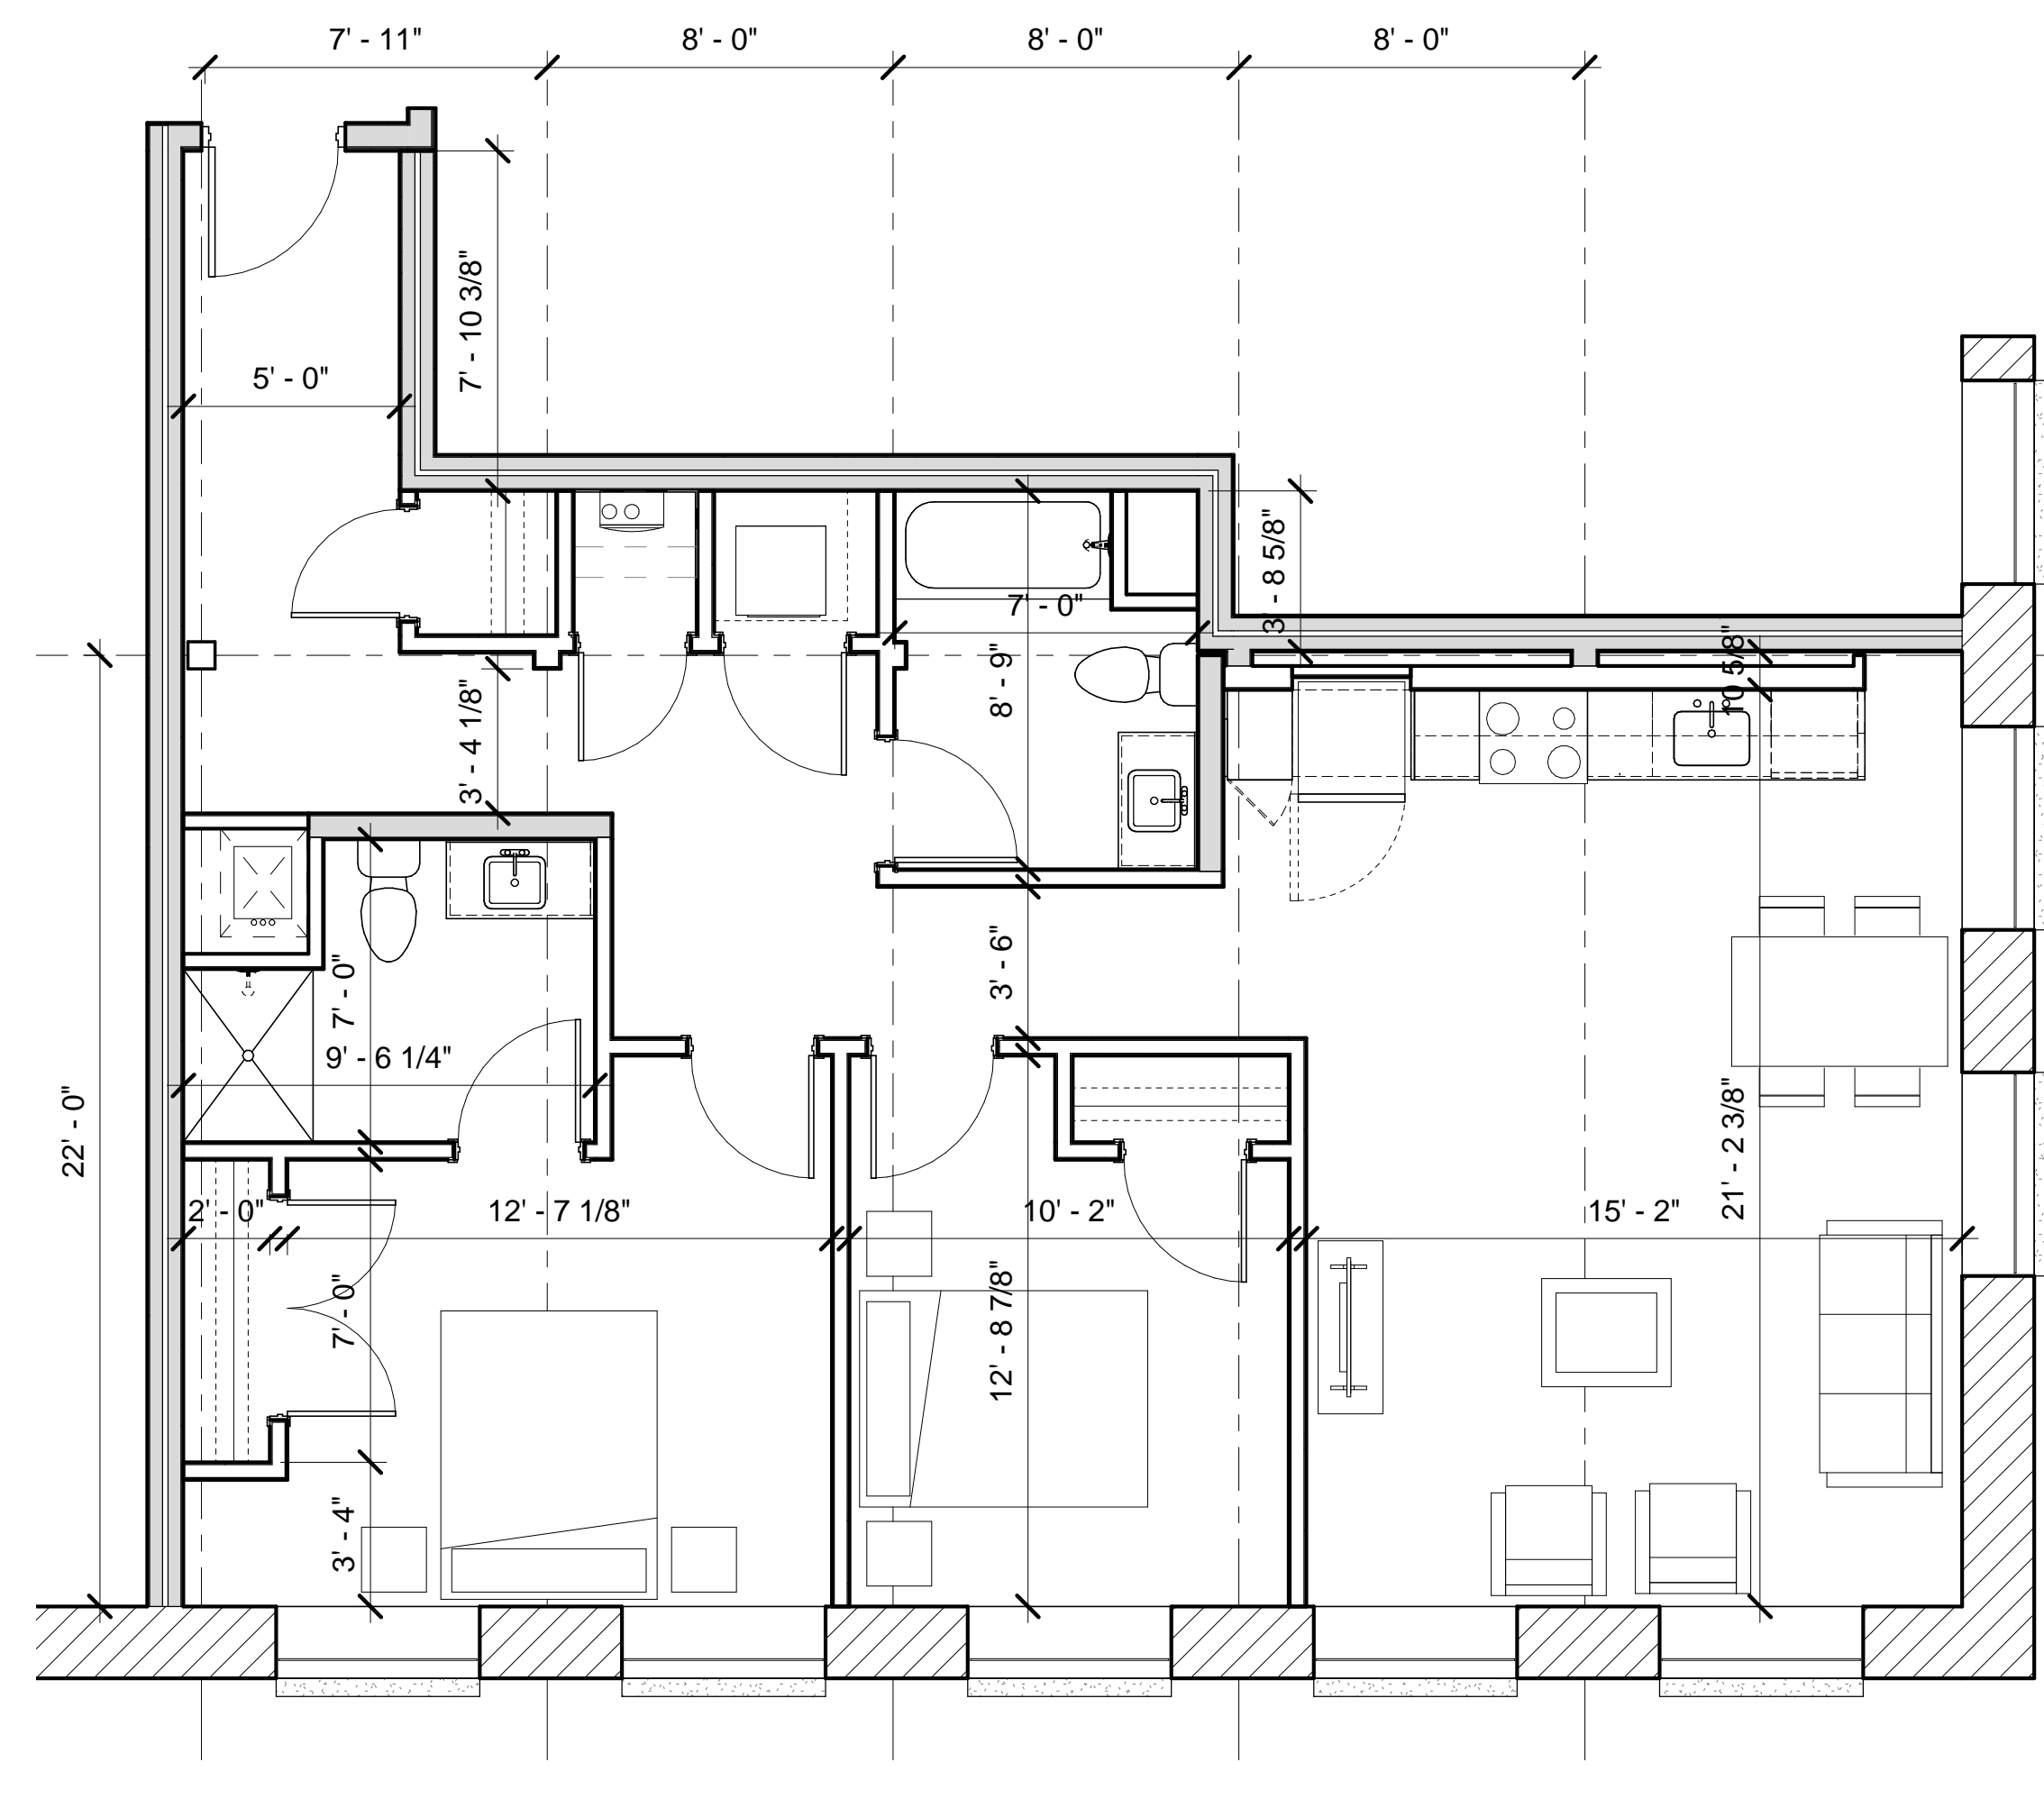 7' - 11"
8' - 0"
8' - 0"
8' - 0"
7' - 10 3/8"
5' - 0"
3' - 8 5/8"
7' - 0"
8' - 9"
10 5/8"
3' - 4 1/8"
3' - 6"
7' - 0"
9' - 6 1/4"
22' - 0"
21' - 2 3/8"
2' - 0"
12' - 7 1/8"
10' - 2"
15' - 2"
7' - 0"
12' - 8 7/8"
3' - 4"